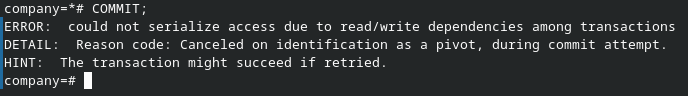 company=*# COMMIT;
ERROR:  could not serialize access due to read/write dependencies among transactions
DETAIL:  Reason code: Canceled on identification as a pivot, during commit attempt.
HINT:  The transaction might succeed if retried.
company=#